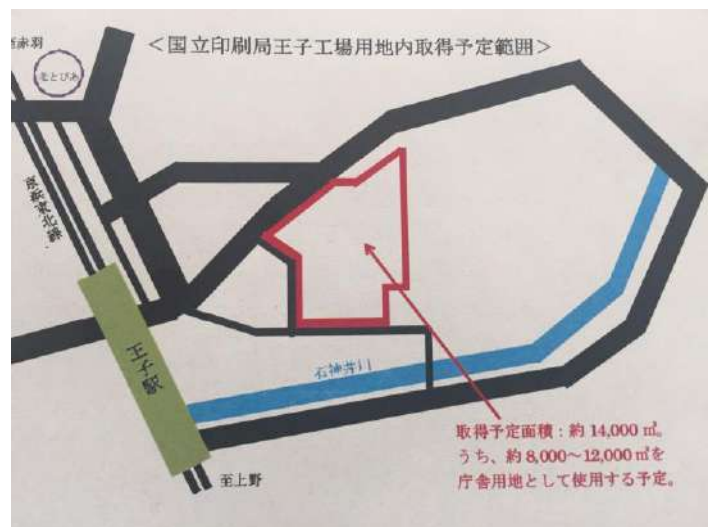 至赤羽
<国立印刷局王子工場用地内取得予定範囲>
北とぴあ
京浜東北線
王子駅
石神井川
取得予定面積：約 14,000 ㎡。
うち、約 8,000～12,000 ㎡を
庁舎用地として使用する予定。
至上野